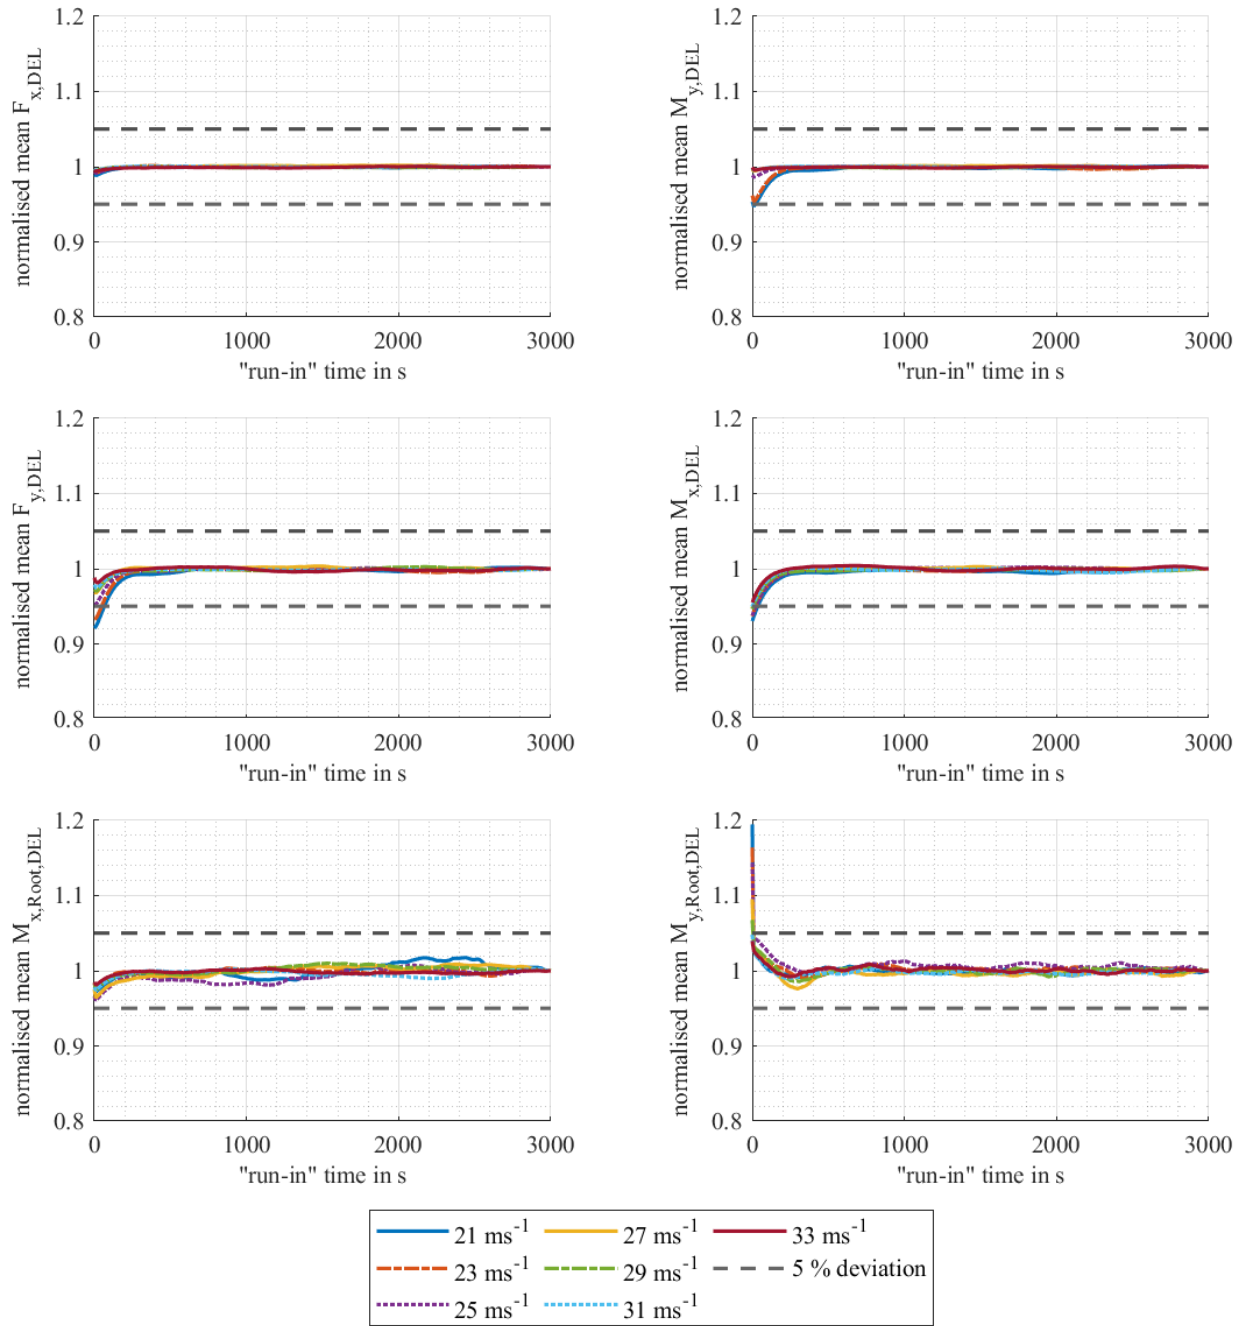 1.2
1.1
1
0.9
0.8
normalised mean F_x,DEL
0 1000 2000 3000
"run-in" time in s
1.2
1.1
1
0.9
0.8
normalised mean M_y,DEL
0 1000 2000 3000
"run-in" time in s
1.2
1.1
1
0.9
0.8
normalised mean F_y,DEL
0 1000 2000 3000
"run-in" time in s
1.2
1.1
1
0.9
0.8
normalised mean M_x,DEL
0 1000 2000 3000
"run-in" time in s
1.2
1.1
1
0.9
0.8
normalised mean M_x,Root,DEL
0 1000 2000 3000
"run-in" time in s
1.2
1.1
1
0.9
0.8
normalised mean M_y,Root,DEL
0 1000 2000 3000
"run-in" time in s
21 ms⁻¹ 27 ms⁻¹ 33 ms⁻¹
23 ms⁻¹ 29 ms⁻¹ 5 % deviation
25 ms⁻¹ 31 ms⁻¹